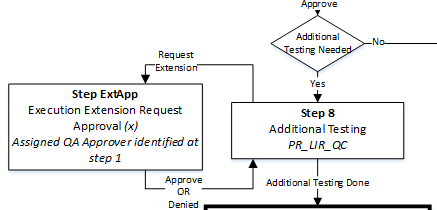 Approve
Additional
Testing Needed
No
Request
Extension
Yes
Step ExtApp
Execution Extension Request
Approval (x)
Assigned QA Approver identified at
step 1
Step 8
Additional Testing
PR_LIR_QC
Approve
OR
Denied
Additional Testing Done